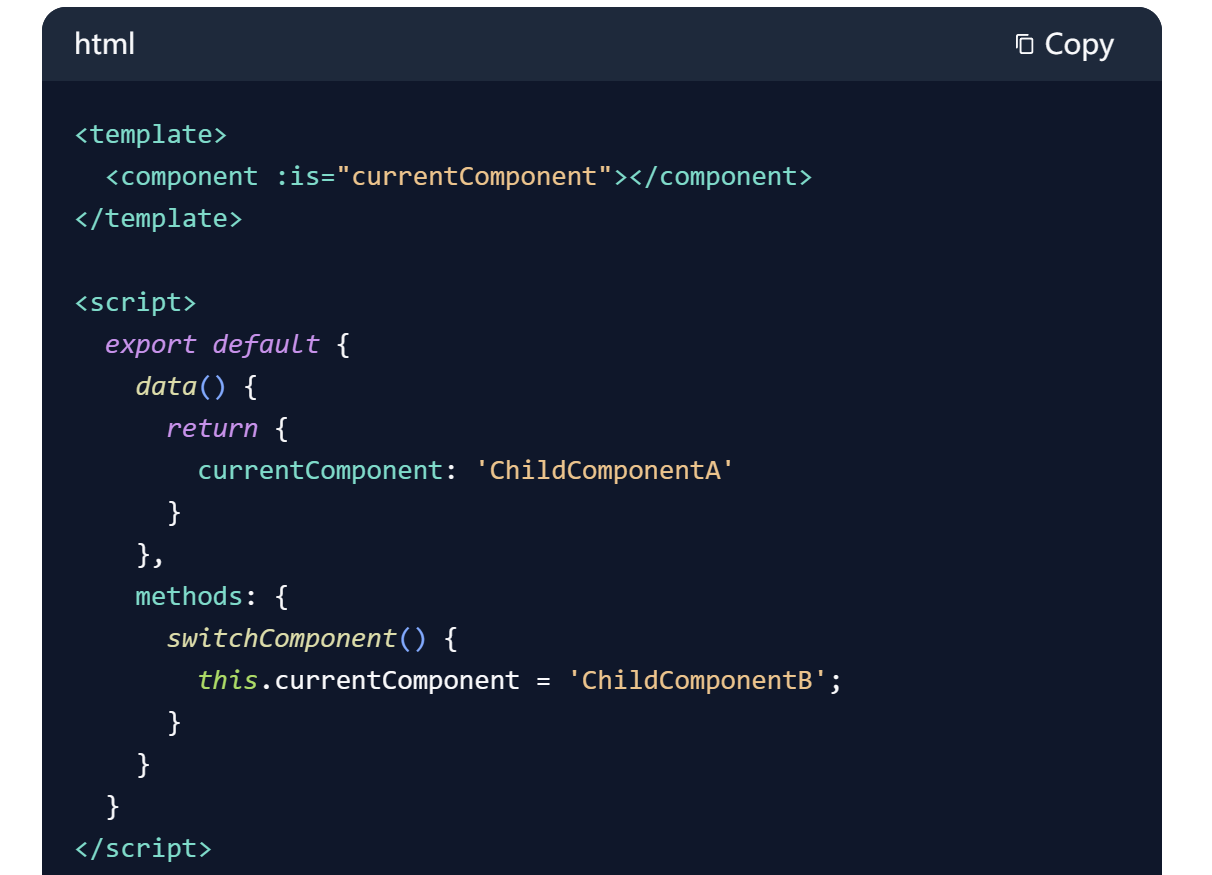 html
Copy
<template>
  <component :is="currentComponent"></component>
</template>

<script>
  export default {
    data() {
      return {
        currentComponent: 'ChildComponentA'
      }
    },
    methods: {
      switchComponent() {
        this.currentComponent = 'ChildComponentB';
      }
    }
  }
</script>